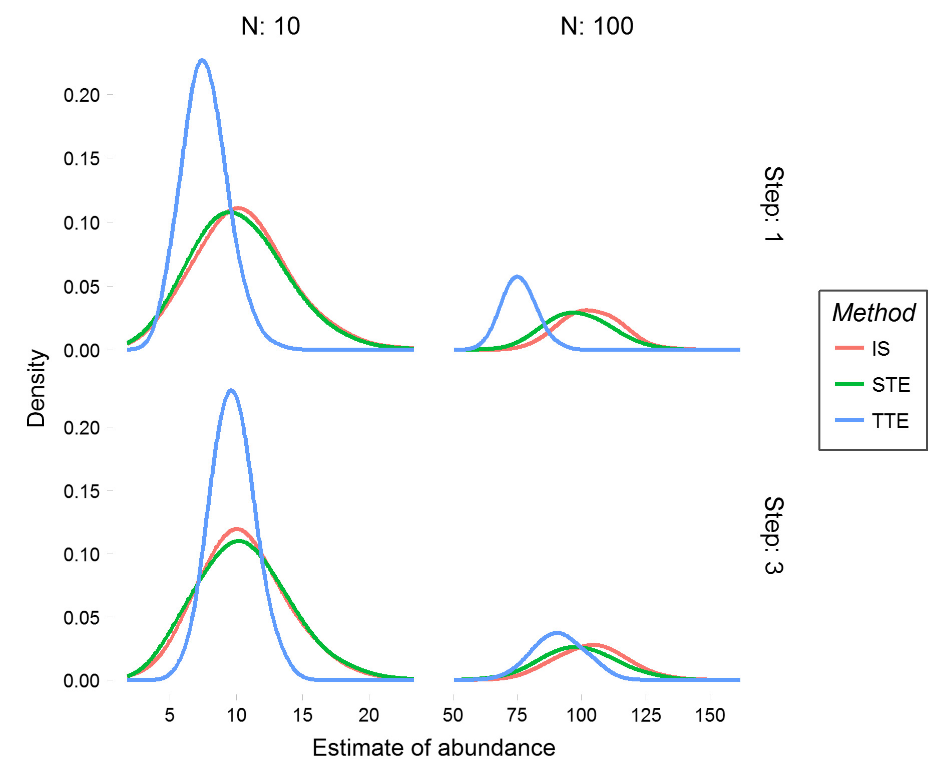 N: 10
N: 100
0.20
0.15
0.10
0.05
0.00
Step: 1
Density
Method
IS
STE
TTE
0.20
0.15
0.10
0.05
0.00
Step: 3
5
10
15
20
50
75
100
125
150
Estimate of abundance